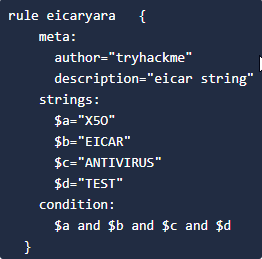 rule eicaryara   {
    meta:
      author="tryhackme"
      description="eicar string"
    strings:
      $a="X5O"
      $b="EICAR"
      $c="ANTIVIRUS"
      $d="TEST"
    condition:
      $a and $b and $c and $d
  }